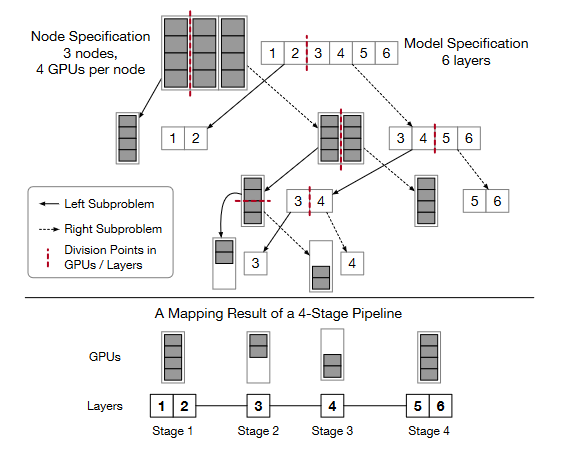 Node Specification
3 nodes,
4 GPUs per node
1 2 3 4 5 6
Model Specification
6 layers
1 2
3 4 5 6
3 4
5 6
Left Subproblem
Right Subproblem
Division Points in
GPUs / Layers
3
4
A Mapping Result of a 4-Stage Pipeline
GPUs
Layers
1 2
3
4
5 6
Stage 1
Stage 2
Stage 3
Stage 4